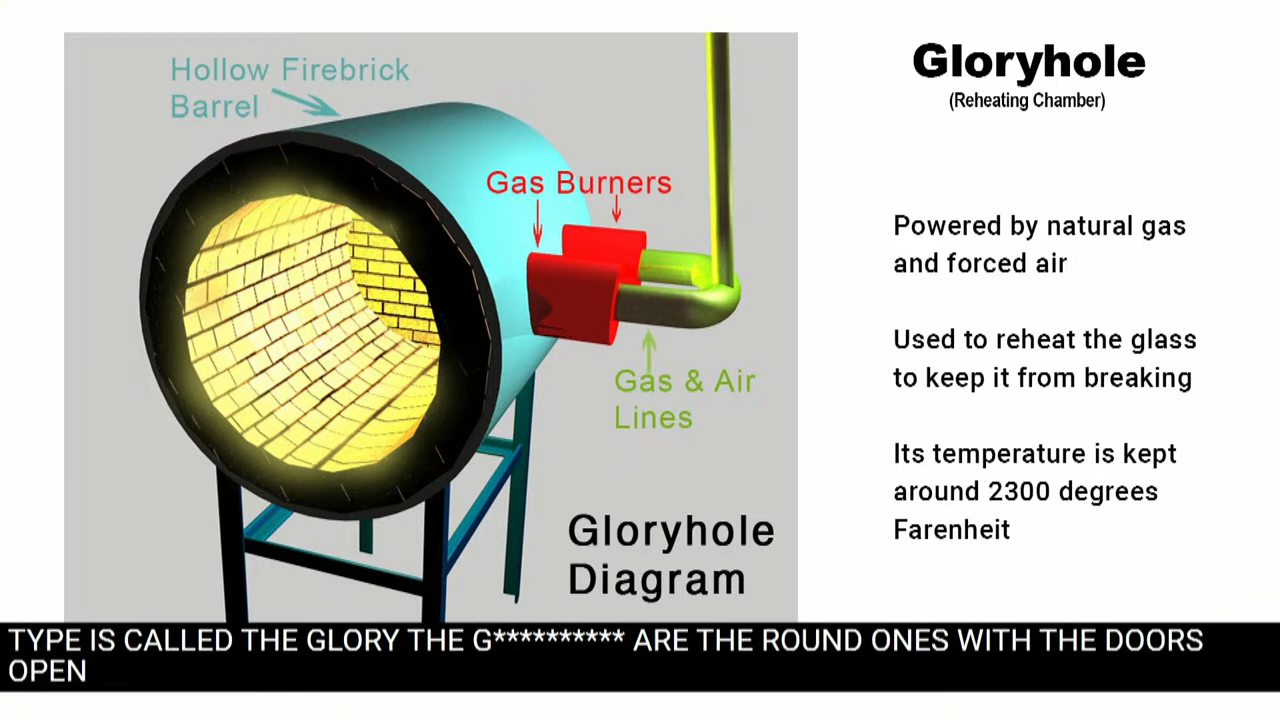 Hollow Firebrick
Barrel
Gas Burners
Gas & Air
Lines
Gloryhole
Diagram
Gloryhole
(Reheating Chamber)
Powered by natural gas
and forced air
Used to reheat the glass
to keep it from breaking
Its temperature is kept
around 2300 degrees
Farenheit
TYPE IS CALLED THE GLORY THE G********** ARE THE ROUND ONES WITH THE DOORS
OPEN